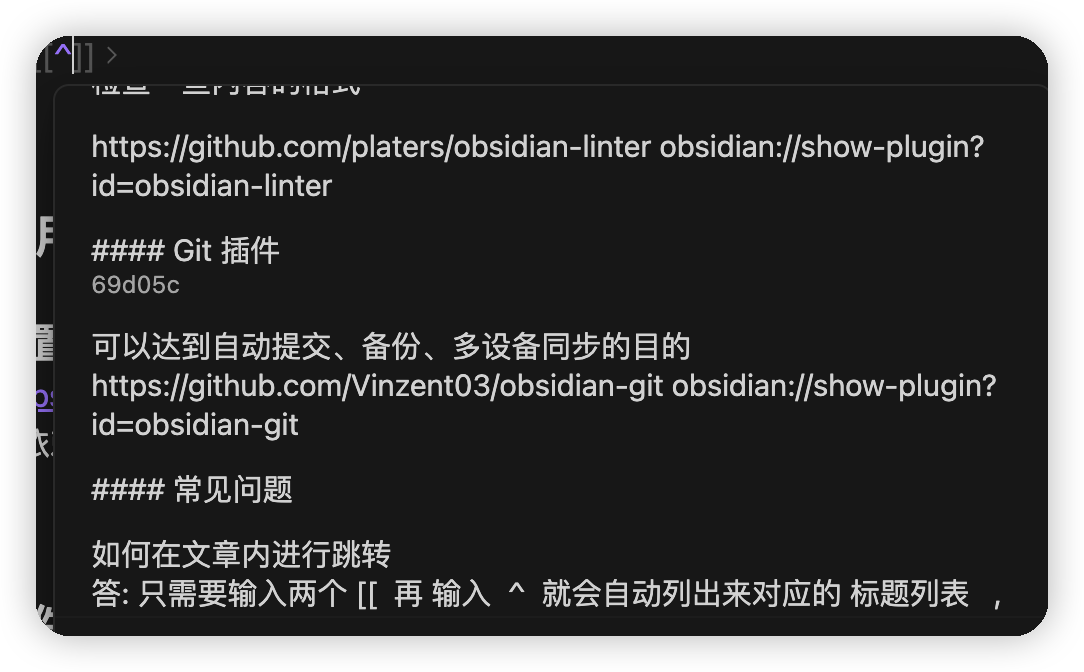 [[^]] >
https://github.com/platers/obsidian-linter obsidian://show-plugin?
id=obsidian-linter
#### Git 插件
69d05c
可以达到自动提交、备份、多设备同步的目的
https://github.com/Vinzent03/obsidian-git obsidian://show-plugin?
id=obsidian-git
#### 常见问题
如何在文章内进行跳转
答: 只需要输入两个 [[ 再 输入 ^ 就会自动列出来对应的 标题列表 ,